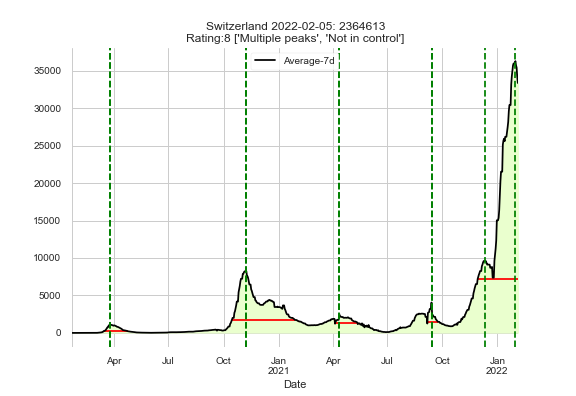 Switzerland 2022-02-05: 2364613
Rating:8 ['Multiple peaks', 'Not in control']
Average-7d
35000
30000
25000
20000
15000
10000
5000
0
Apr Jul Oct Jan Apr Jul Oct Jan
2021 2022
Date